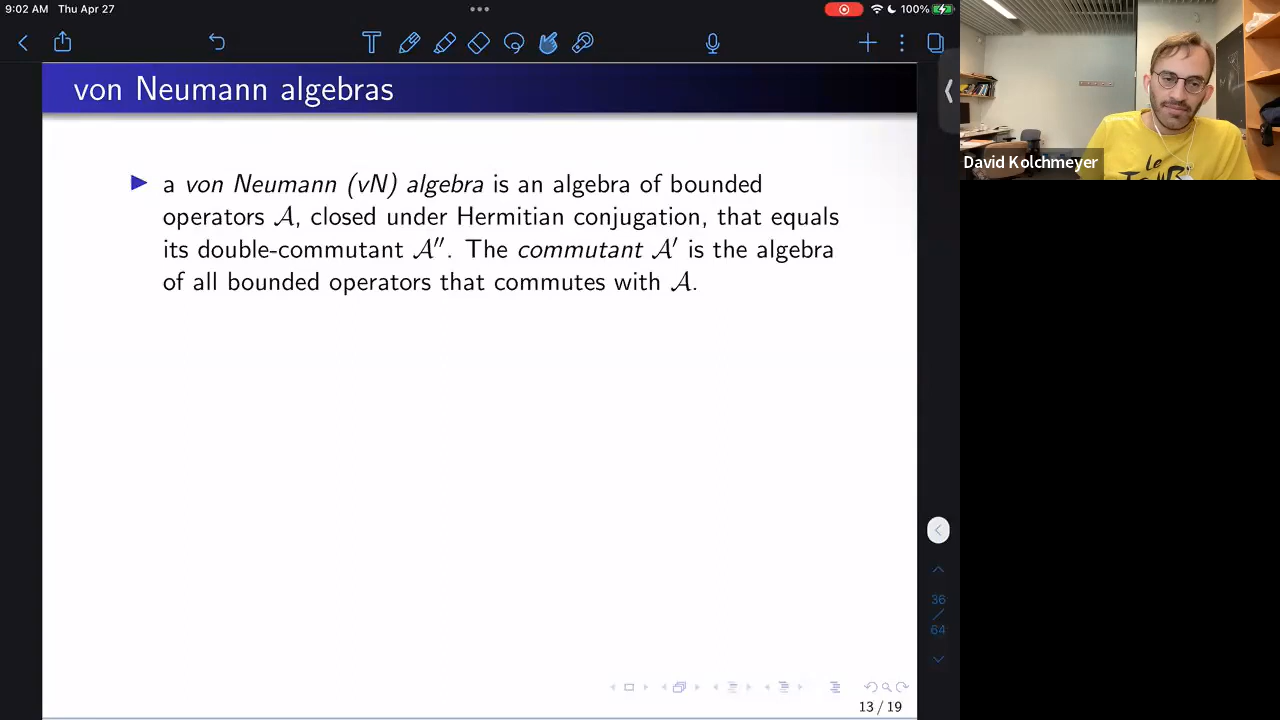 9:02 AM Thu Apr 27
100%
von Neumann algebras
a von Neumann (vN) algebra is an algebra of bounded
operators 𝒜, closed under Hermitian conjugation, that equals
its double-commutant 𝒜′′. The commutant 𝒜′ is the algebra
of all bounded operators that commutes with 𝒜.
David Kolchmeyer
36
/
64
13 / 19